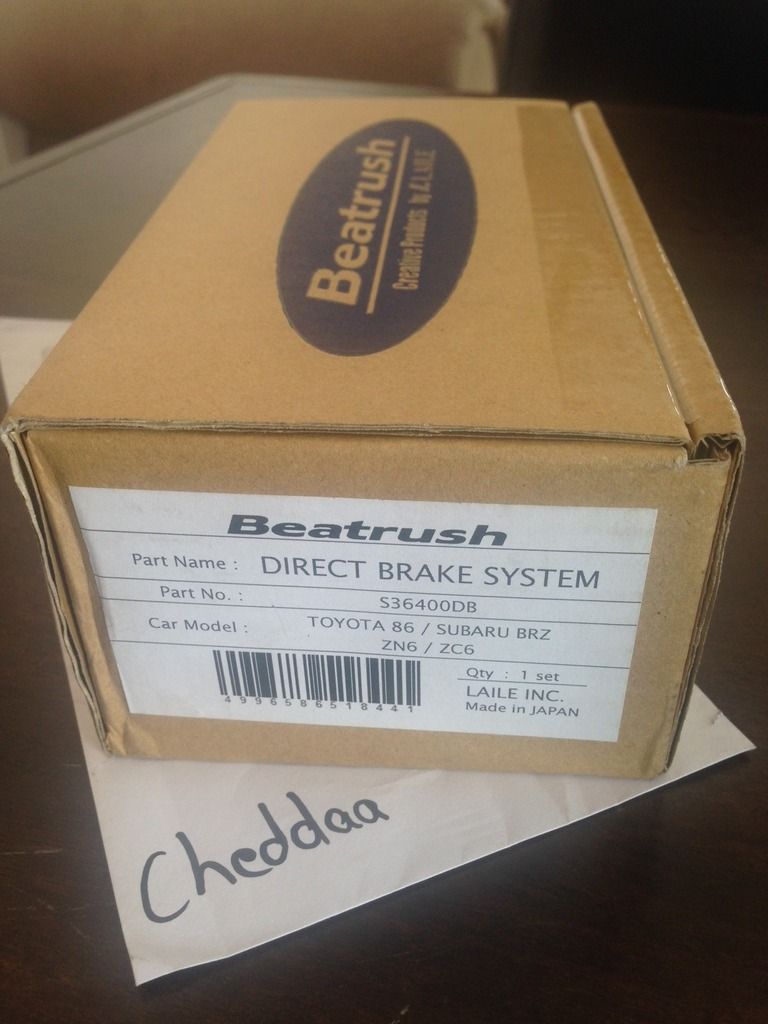 Beatrush
Creative Products by LAILE
Beatrush
Part Name : DIRECT BRAKE SYSTEM
Part No. : S36400DB
Car Model : TOYOTA 86 / SUBARU BRZ
ZN6 / ZC6
Qty : 1 set
LAILE INC.
Made in JAPAN
4996586518441
Cheddaa